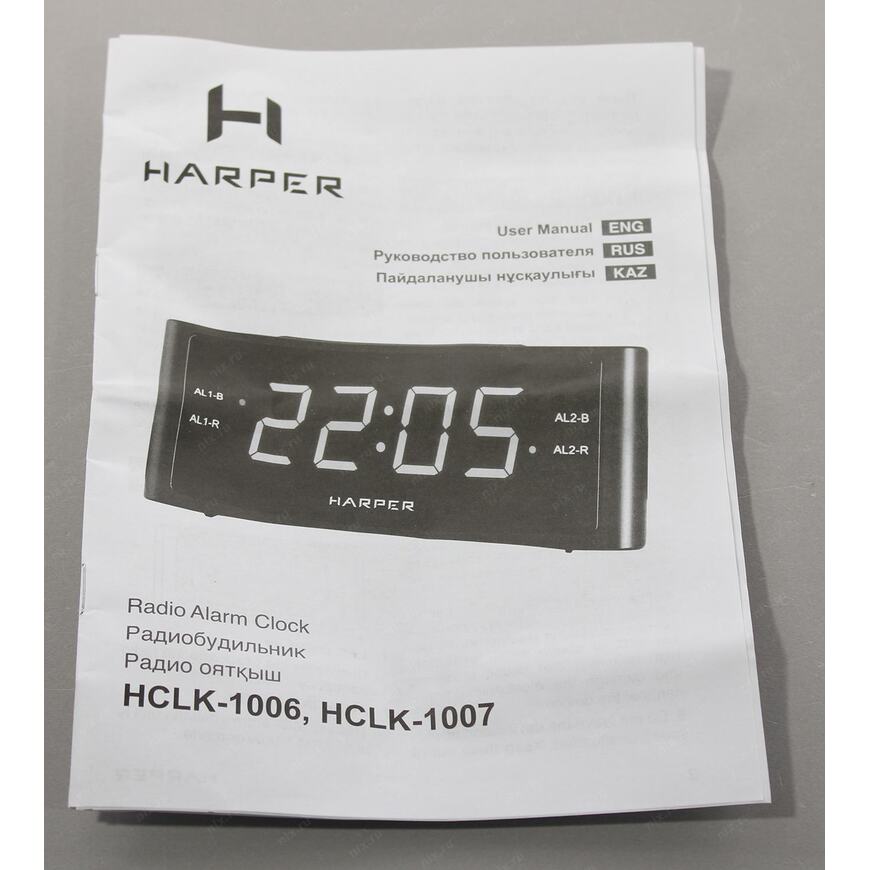 HARPER
User Manual ENG
Руководство пользователя RUS
Пайдаланушы нұсқаулығы KAZ
AL1-B
AL1-R
22:05
AL2-B
AL2-R
HARPER
Radio Alarm Clock
Радиобудильник
Радио оятқыш
HCLK-1006, HCLK-1007